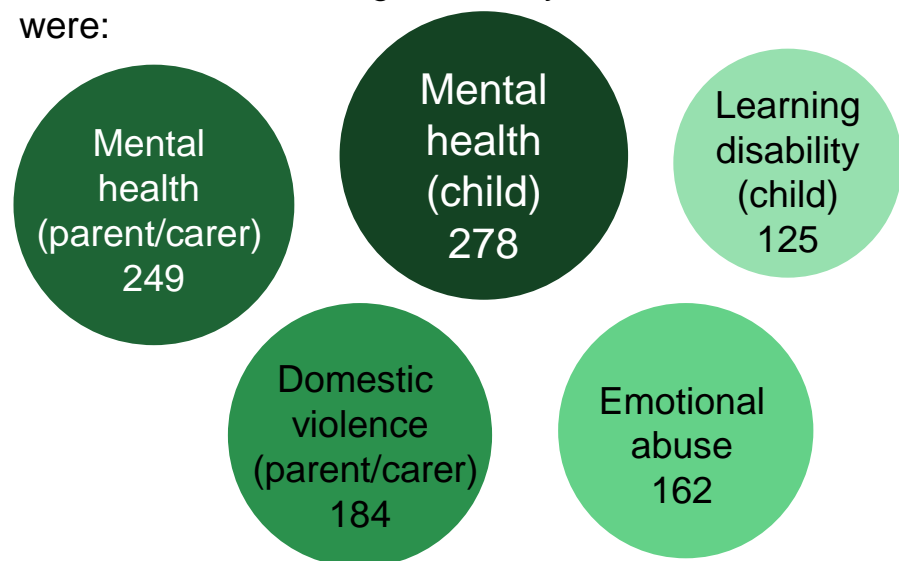 were:
Mental
health
(parent/carer)
249
Mental
health
(child)
278
Learning
disability
(child)
125
Domestic
violence
(parent/carer)
184
Emotional
abuse
162